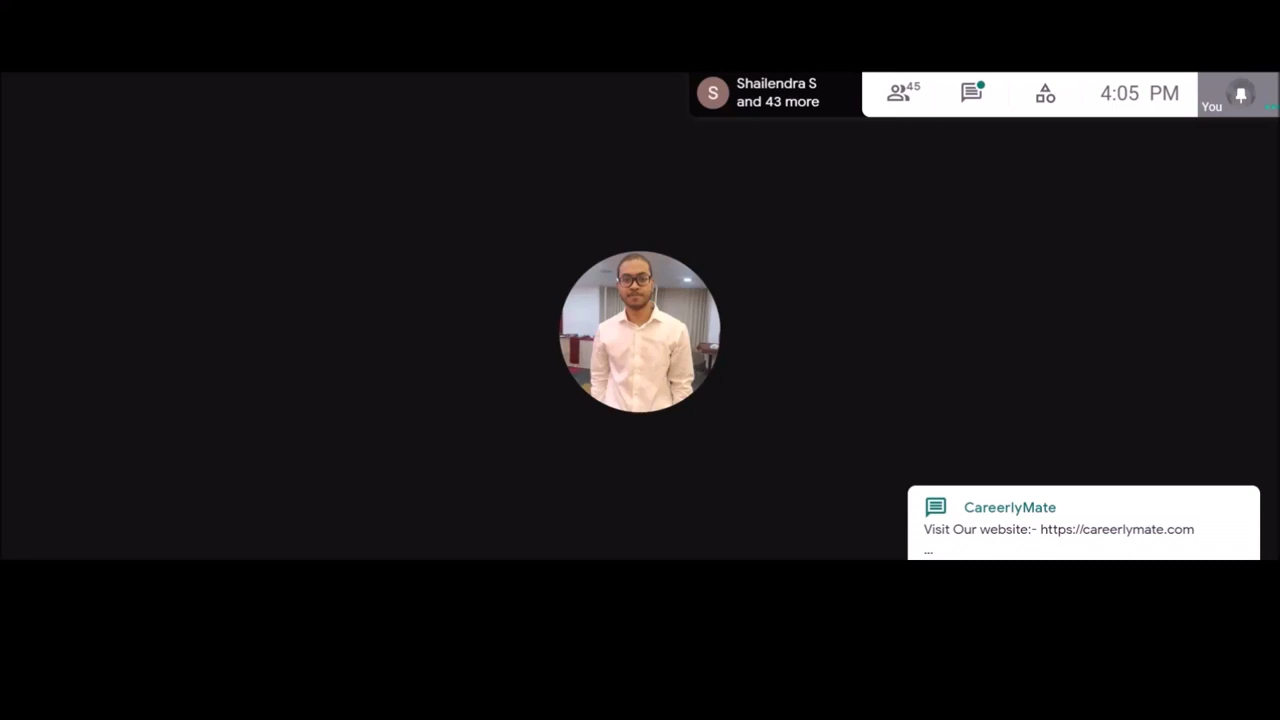 Shailendra S
and 43 more
S
45
4:05 PM
You
CareerlyMate
Visit Our website:- https://careerlymate.com
...